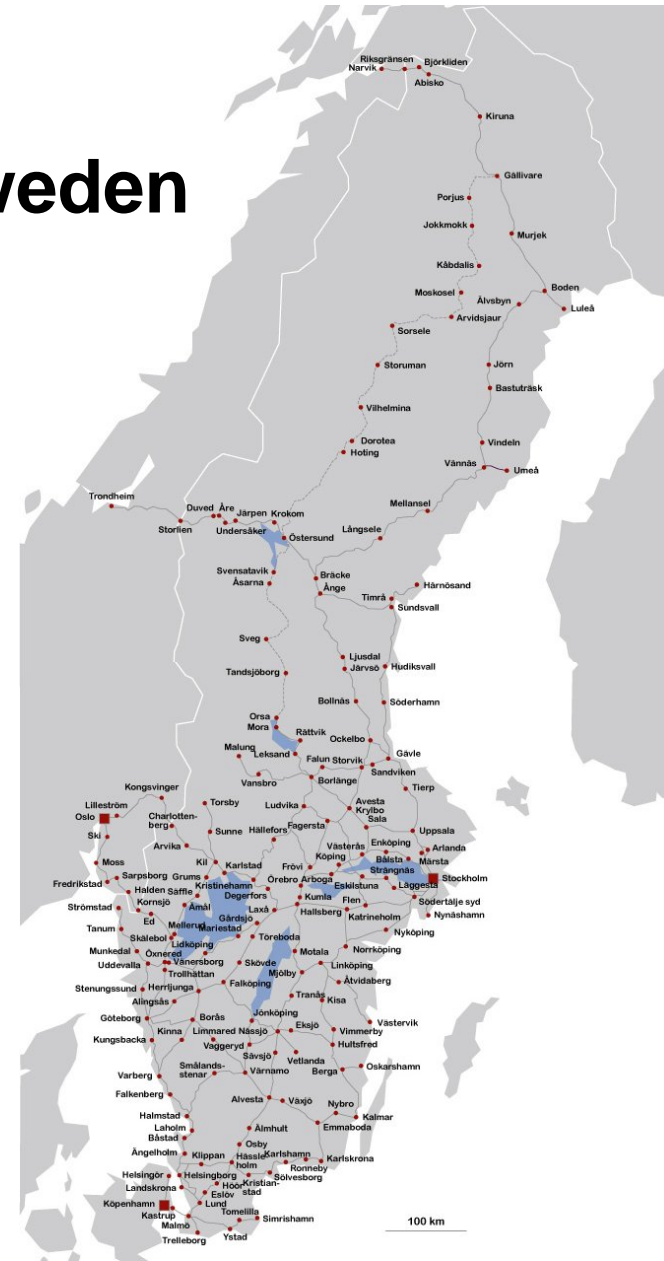 veden
Riksgränsen Björkliden
Narvik
Abisko
Kiruna
Gällivare
Porjus
Jokkmokk
Murjek
Kåbdalis
Boden
Moskosel
Älvsbyn
Luleå
Arvidsjaur
Sorsele
Storuman
Jörn
Bastuträsk
Vilhelmina
Dorotea
Vindeln
Hoting
Vännäs
Umeå
Trondheim
Mellansel
Duved Åre
Järpen Krokom
Storlien
Undersåker
Långsele
Östersund
Svensatavik
Bräcke
Åsarna
Ånge
Härnösand
Timrå
Sundsvall
Sveg
Ljusdal
Järvsö
Hudiksvall
Tandsjöborg
Bollnäs
Söderhamn
Orsa
Mora
Rättvik
Ockelbo
Malung
Leksand
Falun Storvik
Gävle
Sandviken
Vansbro
Borlänge
Tierp
Kongsvinger
Lilleström
Torsby
Ludvika
Avesta
Krylbo
Oslo
Charlotten-
berg
Sala
Ski
Sunne
Hällefors
Fagersta
Uppsala
Arvika
Västerås
Enköping
Arlanda
Moss
Kil
Karlstad
Frövi
Köping
Bålsta
Märsta
Sarpsborg
Grums
Örebro Arboga
Strängnäs
Stockholm
Fredrikstad
Halden
Säffle
Kristinehamn
Eskilstuna
Läggesta
Kornsjö
Degerfors
Kumla
Flen
Södertälje syd
Strömstad
Åmål
Laxå
Hallsberg
Katrineholm
Nynäshamn
Ed
Gårdsjö
Tanum
Mellerud
Mariestad
Nyköping
Skälebol
Lidköping
Töreboda
Munkedal
Öxnered
Motala
Norrköping
Uddevalla
Vänersborg
Skövde
Linköping
Trollhättan
Mjölby
Åtvidaberg
Stenungssund
Herrljunga
Falköping
Tranås
Alingsås
Kisa
Göteborg
Borås
Jönköping
Västervik
Kinna
Limmared Nässjö
Eksjö
Vimmerby
Kungsbacka
Vaggeryd
Hultsfred
Sävsjö
Vetlanda
Varberg
Smålands-
stenar
Värnamo
Berga
Oskarshamn
Falkenberg
Alvesta
Växjö
Nybro
Halmstad
Kalmar
Laholm
Älmhult
Emmaboda
Båstad
Osby
Ängelholm
Klippan
Hässle-
holm
Karlshamn
Karlskrona
Ronneby
Helsingör
Helsingborg
Sölvesborg
Landskrona
Höör
Kristian-
stad
Eslöv
Köpenhamn
Lund
Kastrup
Tomelilla
Simrishamn
Malmö
Trelleborg
Ystad
100 km